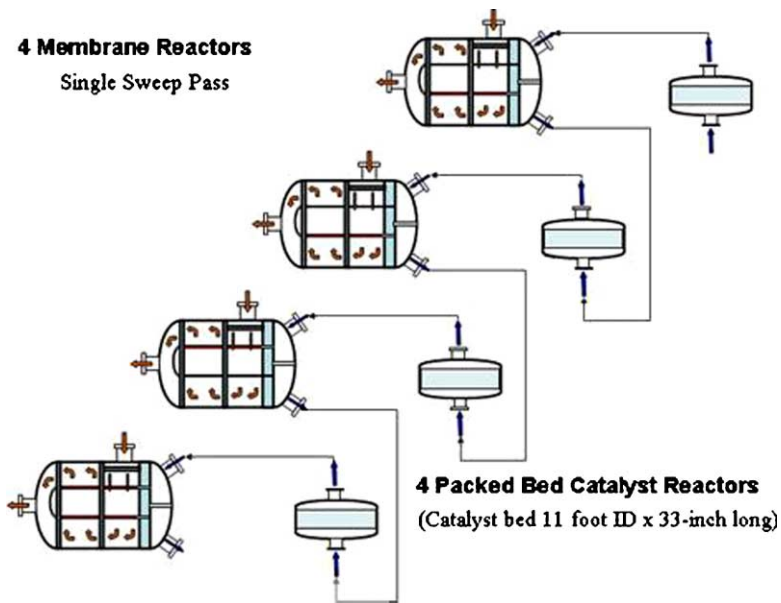 4 Membrane Reactors
Single Sweep Pass
4 Packed Bed Catalyst Reactors
(Catalyst bed 11 foot ID x 33-inch long)